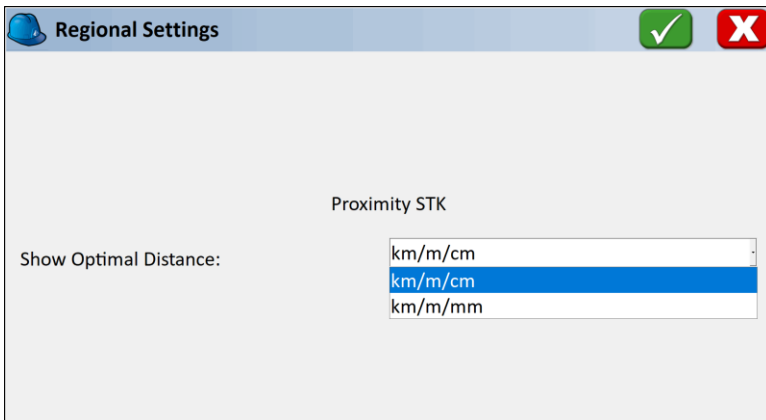 Regional Settings
Proximity STK
Show Optimal Distance:
km/m/cm
km/m/cm
km/m/mm